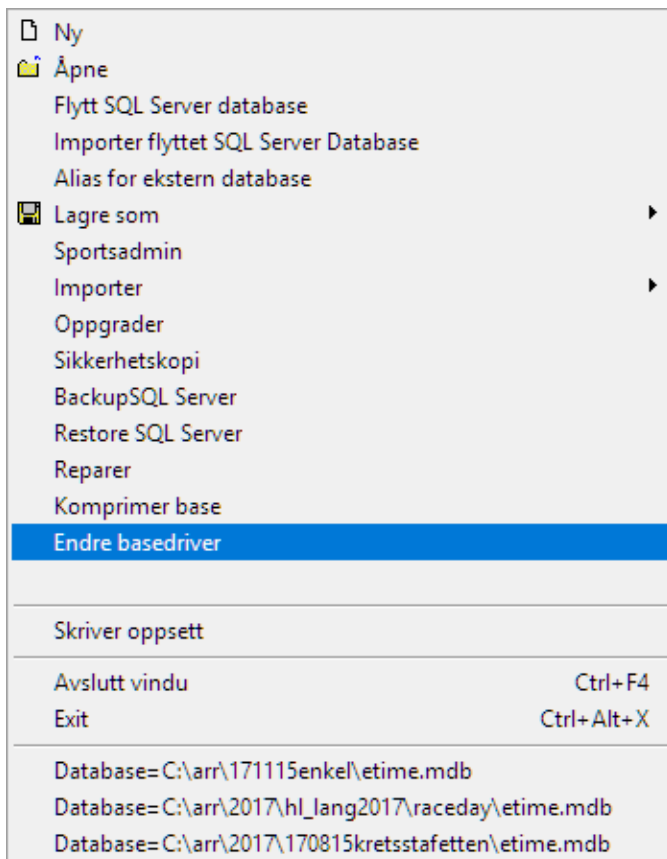 Ny
Åpne
Flytt SQL Server database
Importer flyttet SQL Server Database
Alias for ekstern database
Lagre som
Sportsadmin
Importer
Oppgrader
Sikkerhetskopi
BackupSQL Server
Restore SQL Server
Reparer
Komprimer base
Endre basedriver
Skriver oppsett
Avslutt vindu Ctrl+F4
Exit Ctrl+Alt+X
Database=C:\arr\171115enkel\etime.mdb
Database=C:\arr\2017\hl_lang2017\raceday\etime.mdb
Database=C:\arr\2017\170815kretsstafetten\etime.mdb